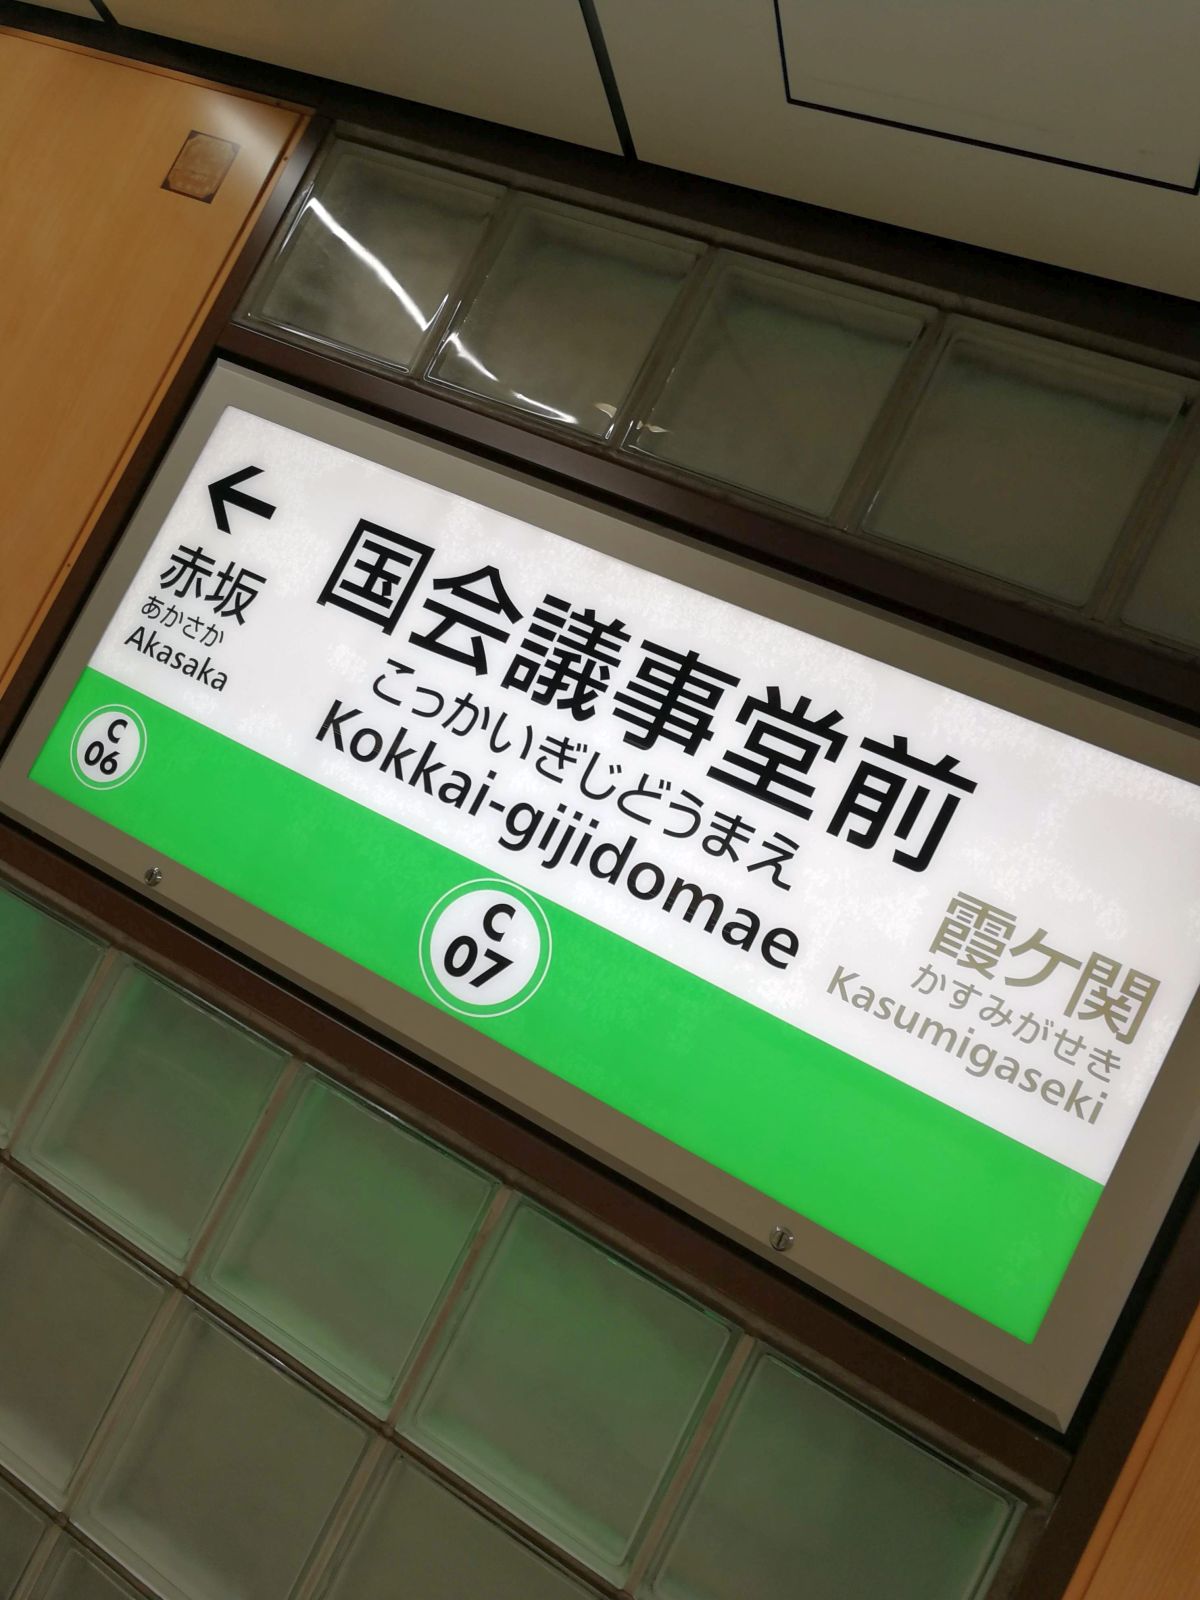 ←
赤坂
あかさか
Akasaka
C
06
国会議事堂前
こっかいぎじどうまえ
Kokkai-gijidomae
C
07
霞ケ関
かすみがせき
Kasumigaseki